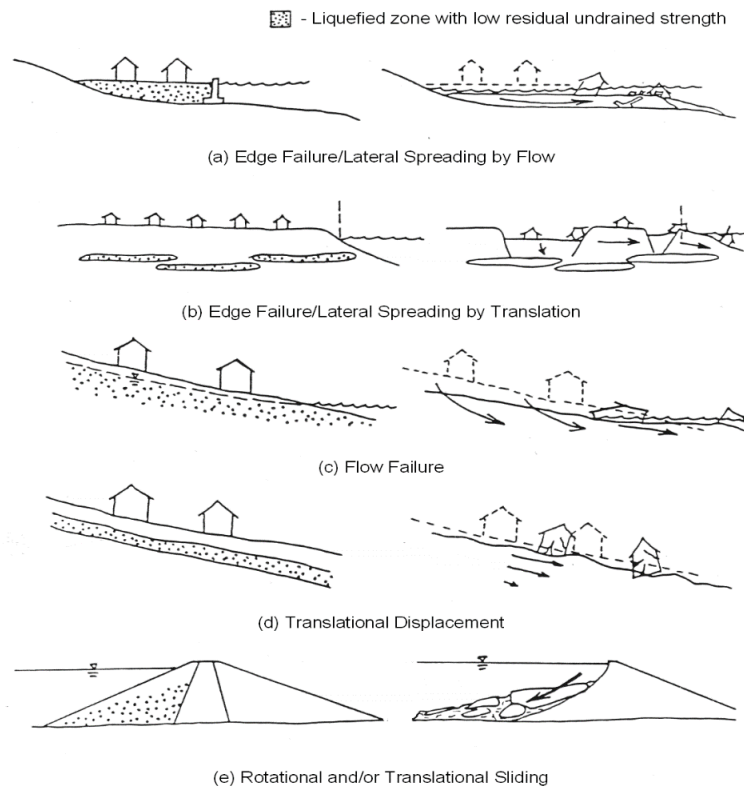 - Liquefied zone with low residual undrained strength
(a) Edge Failure/Lateral Spreading by Flow
(b) Edge Failure/Lateral Spreading by Translation
(c) Flow Failure
(d) Translational Displacement
(e) Rotational and/or Translational Sliding